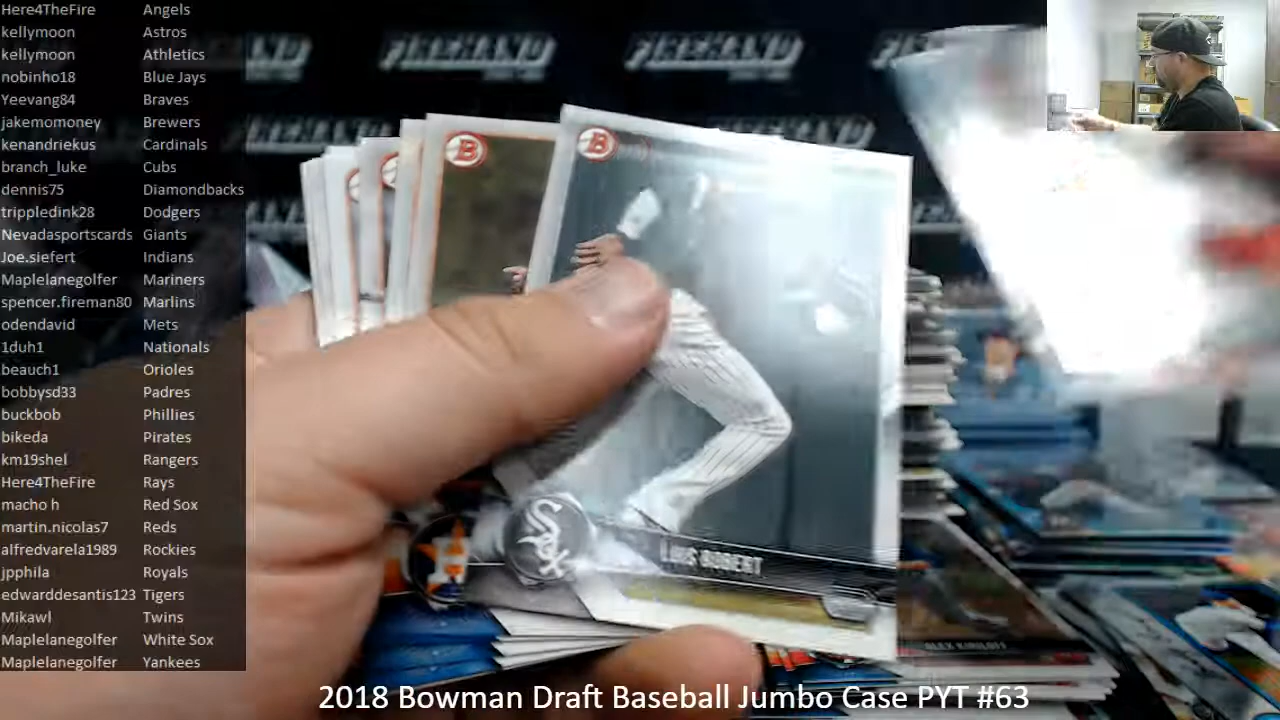 Here4TheFire Angels
kellymoon Astros
kellymoon Athletics
nobinho18 Blue Jays
Yeevang84 Braves
jakemomoney Brewers
kenandriekus Cardinals
branch_luke Cubs
dennis75 Diamondbacks
trippledink28 Dodgers
Nevadasportscards Giants
Joe.siefert Indians
Maplelanegolfer Mariners
spencer.fireman80 Marlins
odendavid Mets
1duh1 Nationals
beauch1 Orioles
bobbysd33 Padres
buckbob Phillies
bikeda Pirates
km19shel Rangers
Here4TheFire Rays
macho h Red Sox
martin.nicolas7 Reds
alfredvarela1989 Rockies
jpphila Royals
edwarddesantis123 Tigers
Mikawl Twins
Maplelanegolfer White Sox
Maplelanegolfer Yankees
FIREHAND
FIREHAND
B
B
Sox
LUIS ROBERT
ALEX KIRILOFF
2018 Bowman Draft Baseball Jumbo Case PYT #63